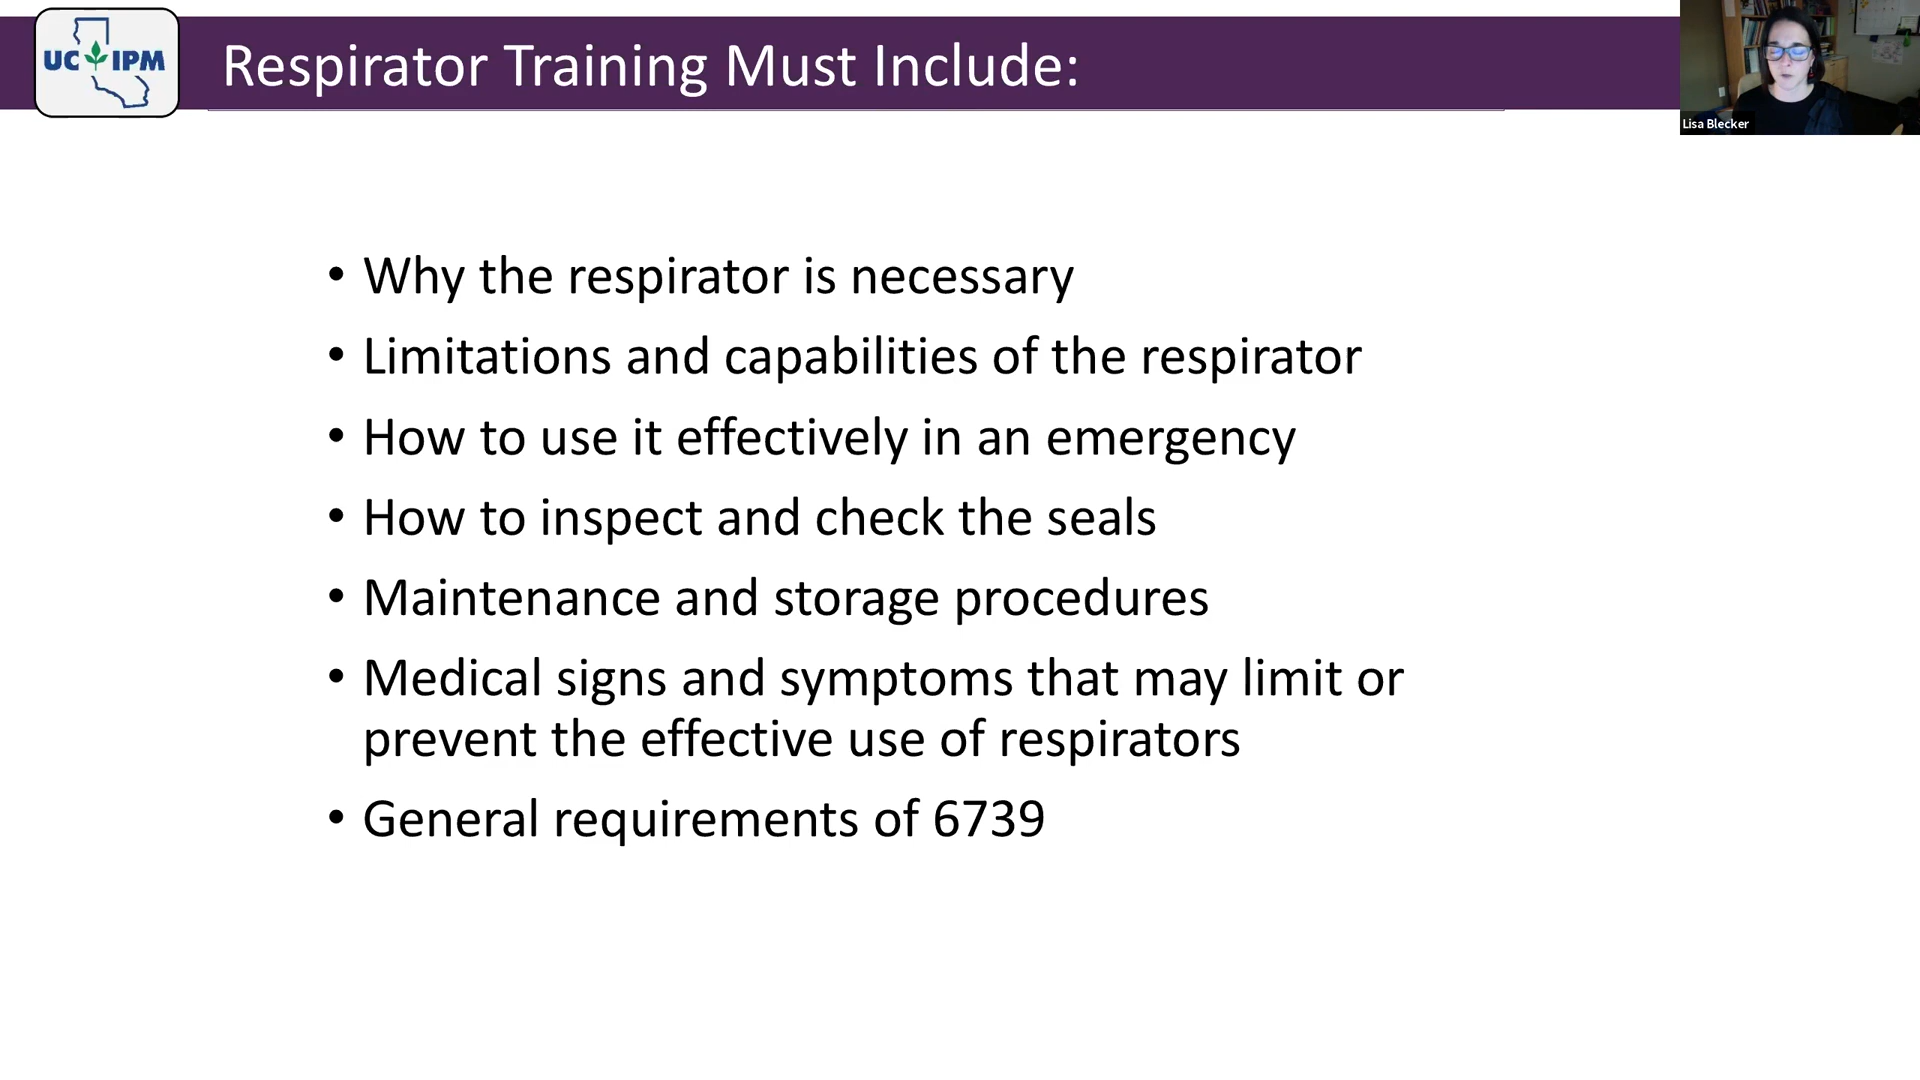 UC IPM
Respirator Training Must Include:
Lisa Blecker
• Why the respirator is necessary
• Limitations and capabilities of the respirator
• How to use it effectively in an emergency
• How to inspect and check the seals
• Maintenance and storage procedures
• Medical signs and symptoms that may limit or
prevent the effective use of respirators
• General requirements of 6739